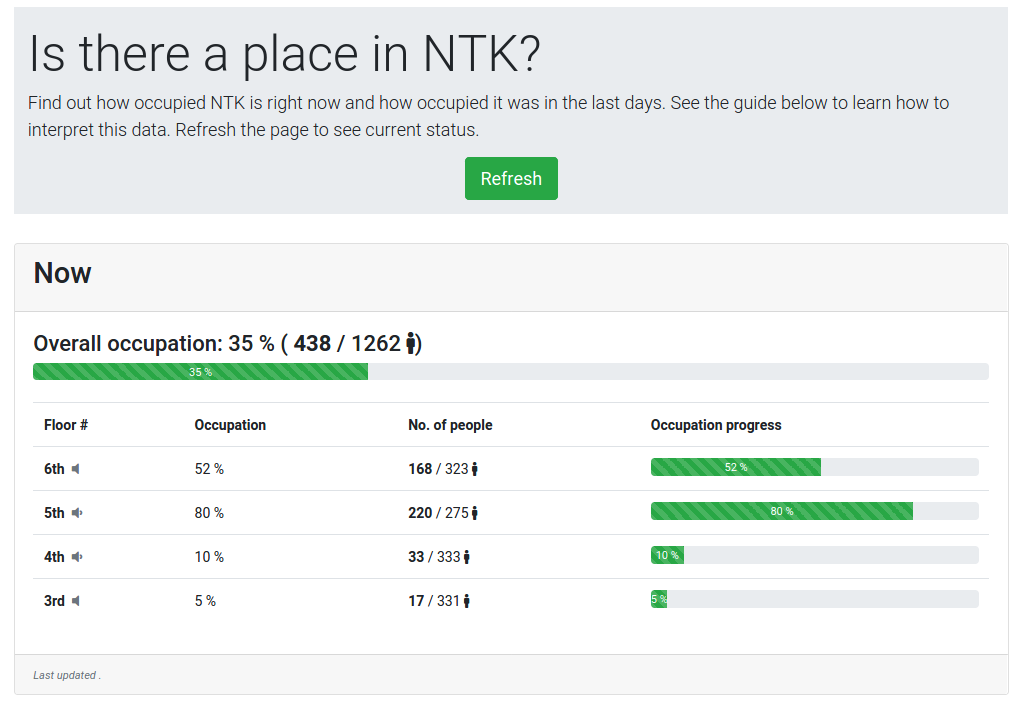 Is there a place in NTK?
Find out how occupied NTK is right now and how occupied it was in the last days. See the guide below to learn how to
interpret this data. Refresh the page to see current status.
Refresh
Now
Overall occupation: 35 % ( 438 / 1262 )
35 %
Floor # Occupation No. of people Occupation progress
6th 52 % 168 / 323 52 %
5th 80 % 220 / 275 80 %
4th 10 % 33 / 333 10 %
3rd 5 % 17 / 331 5 %
Last updated .